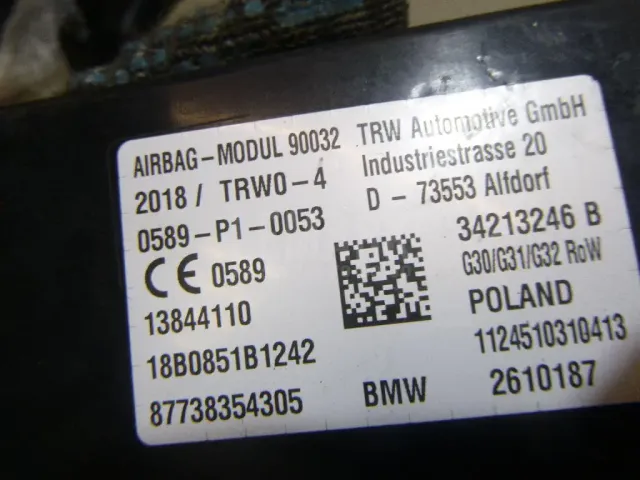 AIRBAG-MODUL 90032
2018 / TRW0-4
0589-P1-0053
CE 0589
13844110
18B0851B1242
87738354305
TRW Automotive GmbH
Industriestrasse 20
D - 73553 Alfdorf
34213246 B
G30/G31/G32 RoW
POLAND
1124510310413
BMW 2610187